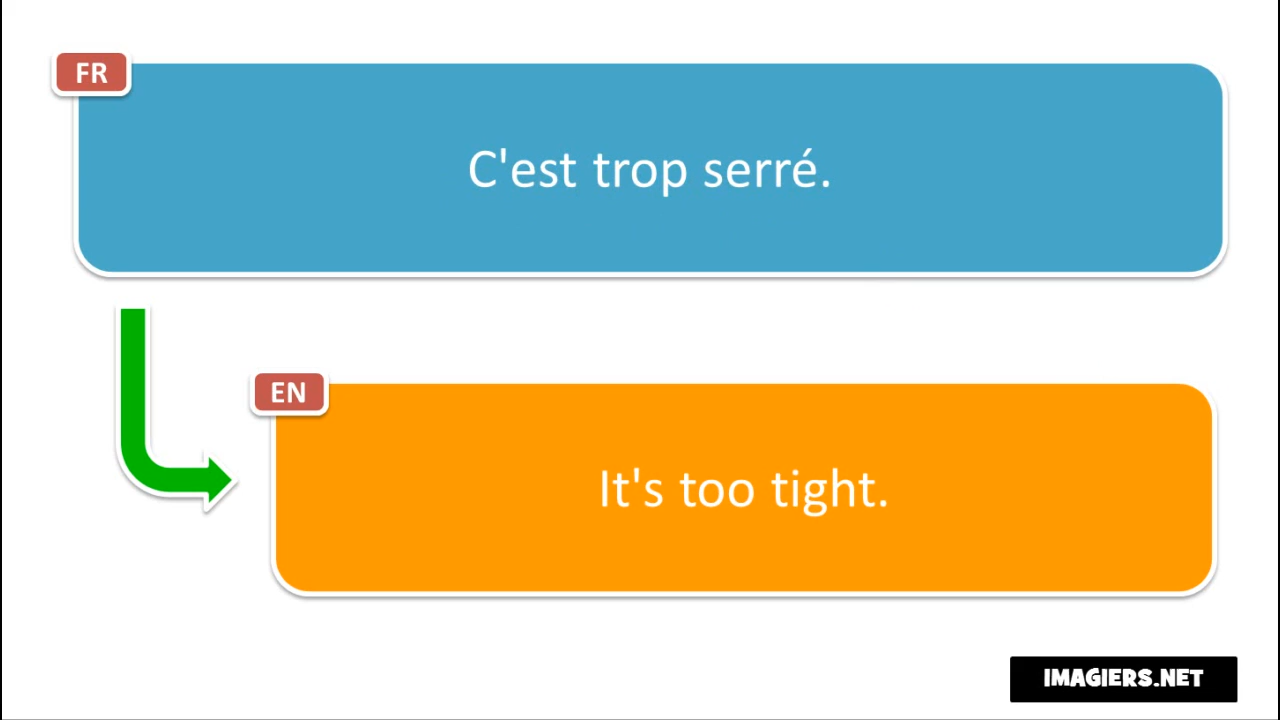 FR
C'est trop serré.
EN
It's too tight.
IMAGIERS.NET